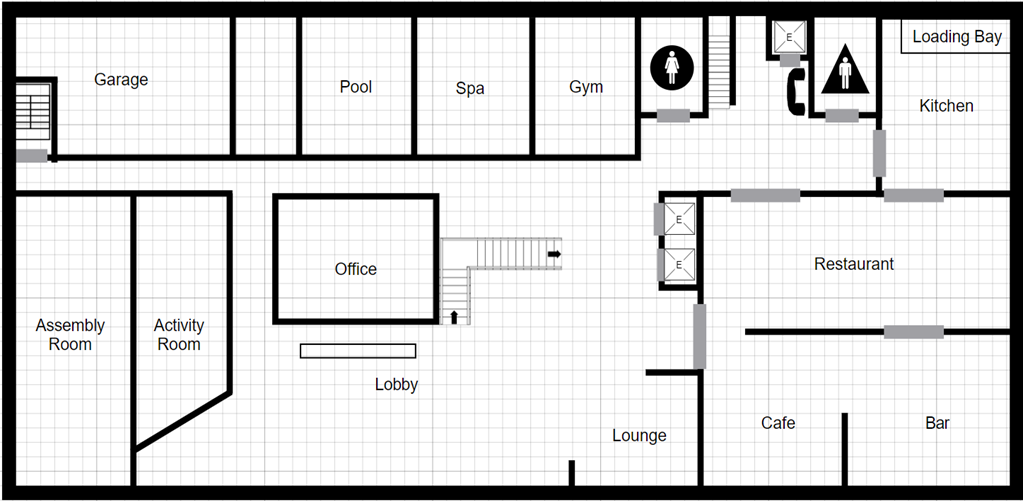 E
Loading Bay
Garage
Pool
Spa
Gym
Kitchen
E
E
Office
Restaurant
Assembly
Room
Activity
Room
Lobby
Lounge
Cafe
Bar